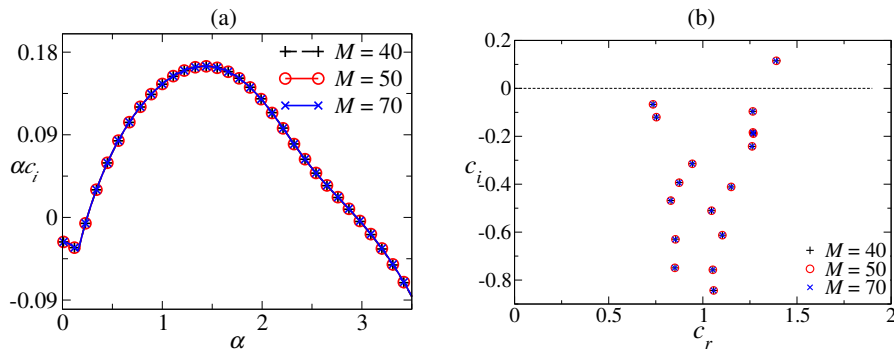 (a)
0.18
0.09
0
-0.09
αc_i
0 1 2 3
α
M = 40
M = 50
M = 70
(b)
0.2
0
-0.2
-0.4
-0.6
-0.8
c_i
0 0.5 1 1.5 2
c_r
M = 40
M = 50
M = 70